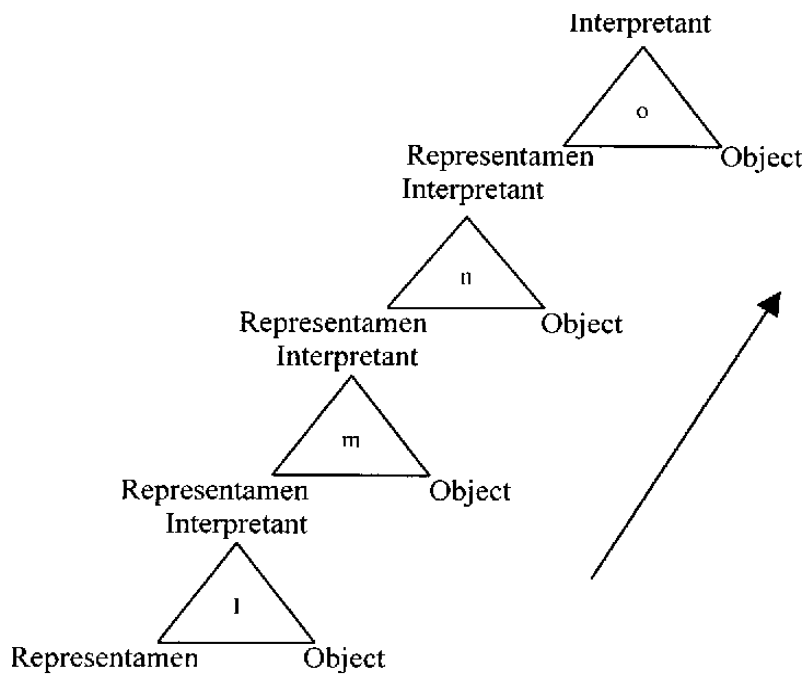 Interpretant
o
Representamen Object
Interpretant
n
Representamen Object
Interpretant
m
Representamen Object
Interpretant
l
Representamen Object